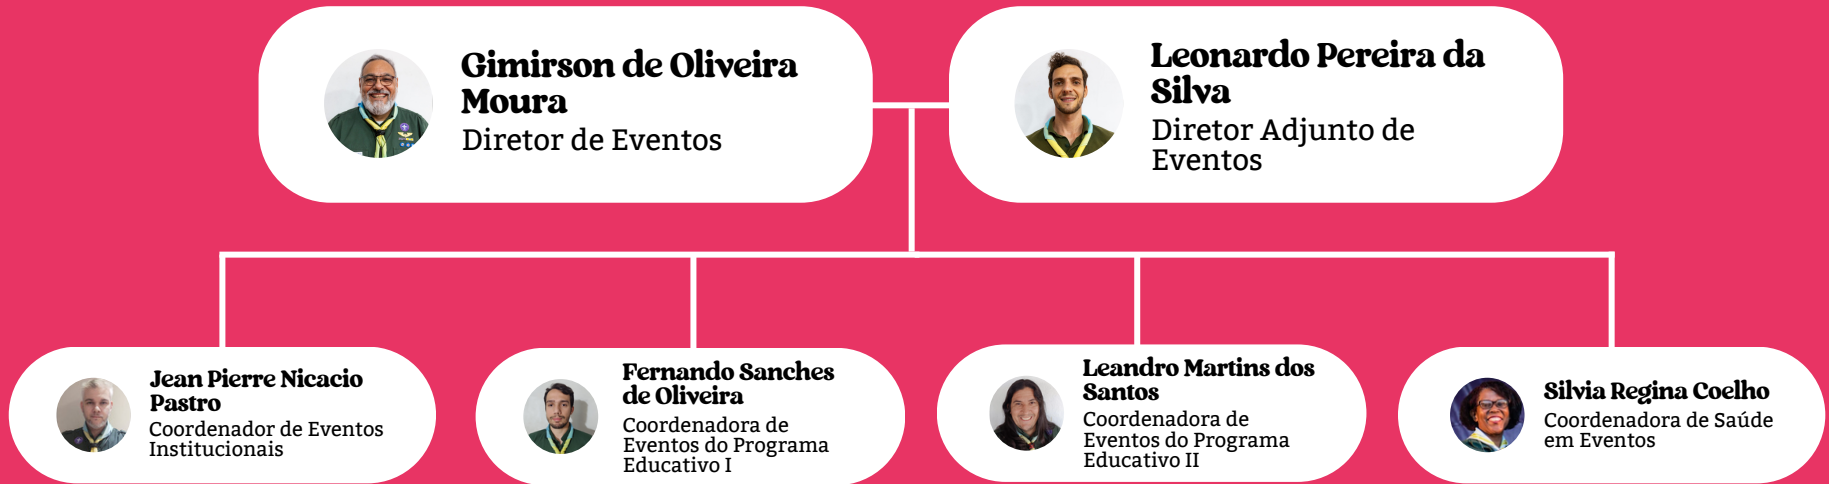 Gimirson de Oliveira
Moura
Diretor de Eventos
Leonardo Pereira da
Silva
Diretor Adjunto de
Eventos
Jean Pierre Nicacio
Pastro
Coordenador de Eventos
Institucionais
Fernando Sanches
de Oliveira
Coordenadora de
Eventos do Programa
Educativo I
Leandro Martins dos
Santos
Coordenadora de
Eventos do Programa
Educativo II
Silvia Regina Coelho
Coordenadora de Saúde
em Eventos